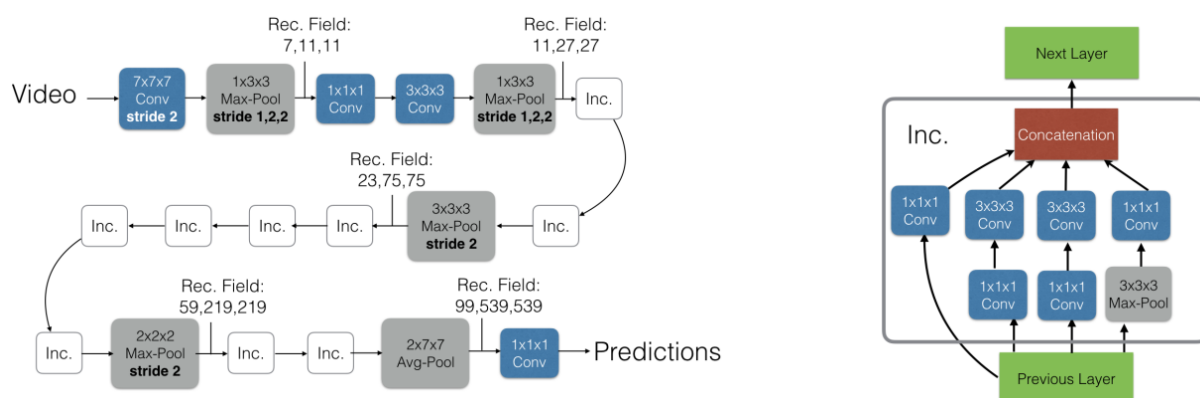 Rec. Field:
7,11,11
Rec. Field:
11,27,27
Video
7x7x7
Conv
stride 2
1x3x3
Max-Pool
stride 1,2,2
1x1x1
Conv
3x3x3
Conv
1x3x3
Max-Pool
stride 1,2,2
Inc.
Rec. Field:
23,75,75
Inc.
Inc.
Inc.
Inc.
3x3x3
Max-Pool
stride 2
Inc.
Rec. Field:
59,219,219
Rec. Field:
99,539,539
Inc.
2x2x2
Max-Pool
stride 2
Inc.
Inc.
2x7x7
Avg-Pool
1x1x1
Conv
Predictions
Next Layer
Inc.
Concatenation
1x1x1
Conv
3x3x3
Conv
3x3x3
Conv
1x1x1
Conv
1x1x1
Conv
1x1x1
Conv
3x3x3
Max-Pool
Previous Layer